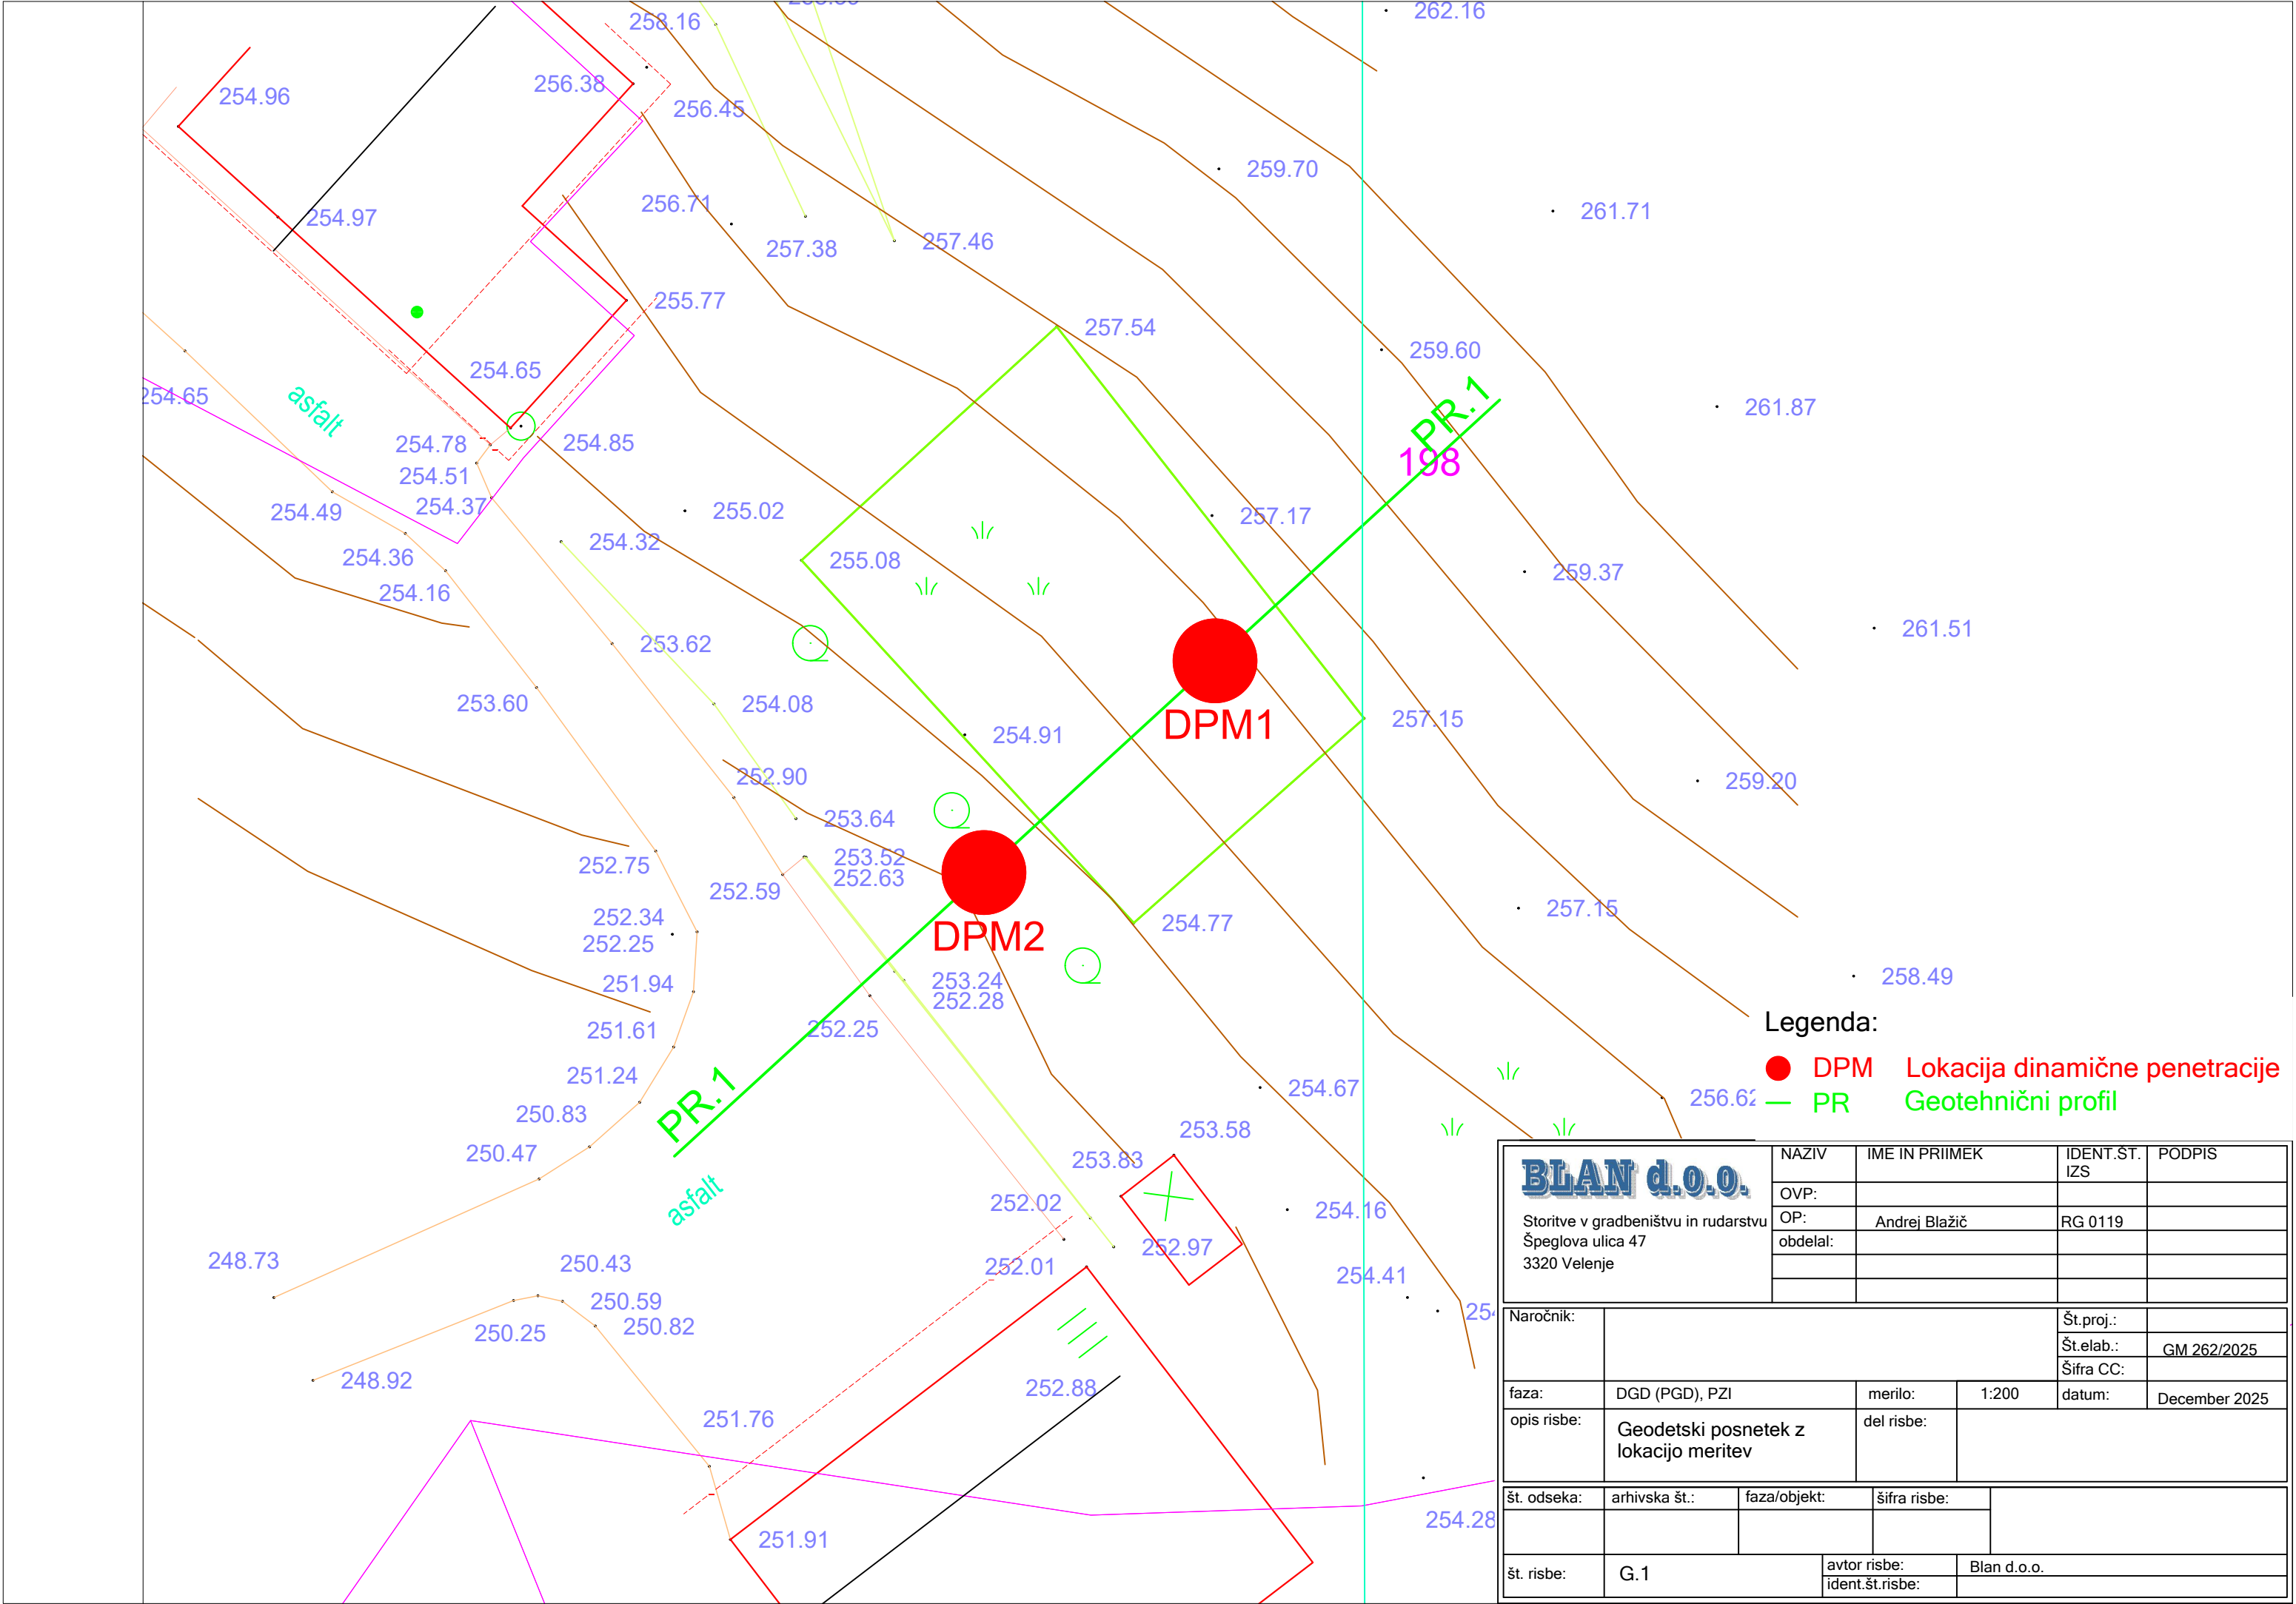 258.16
262.16
254.96
256.38
256.45
259.70
256.71
254.97
261.71
257.38
257.46
255.77
257.54
259.60
254.65
254.65
asfalt
PR.1
261.87
254.78
254.85
254.51
198
254.37
254.49
255.02
257.17
254.32
254.36
255.08
259.37
254.16
261.51
253.62
253.60
254.08
DPM1
257.15
254.91
252.90
259.20
253.64
253.52
252.75
252.63
252.59
257.15
252.34
254.77
DPM2
252.25
258.49
251.94
253.24
252.28
251.61
252.25
Legenda:
DPM Lokacija dinamične penetracije
PR Geotehnični profil
251.24
254.67
256.62
PR.1
250.83
253.58
250.47
253.83
asfalt
252.02
254.16
248.73
250.43
252.01
252.97
254.41
250.59
254
250.25
250.82
248.92
252.88
251.76
254.28
251.91
BLAN d.o.o.
Storitve v gradbeništvu in rudarstvu
Špeglova ulica 47
3320 Velenje
NAZIV IME IN PRIIMEK IDENT.ŠT. IZS PODPIS
OVP:
OP: Andrej Blažič RG 0119
obdelal:
Naročnik:
Št.proj.:
Št.elab.: GM 262/2025
Šifra CC:
faza: DGD (PGD), PZI merilo: 1:200 datum: December 2025
opis risbe: Geodetski posnetek z
lokacijo meritev
del risbe:
št. odseka: arhivska št.: faza/objekt: šifra risbe:
št. risbe: G.1 avtor risbe: Blan d.o.o.
ident.št.risbe: